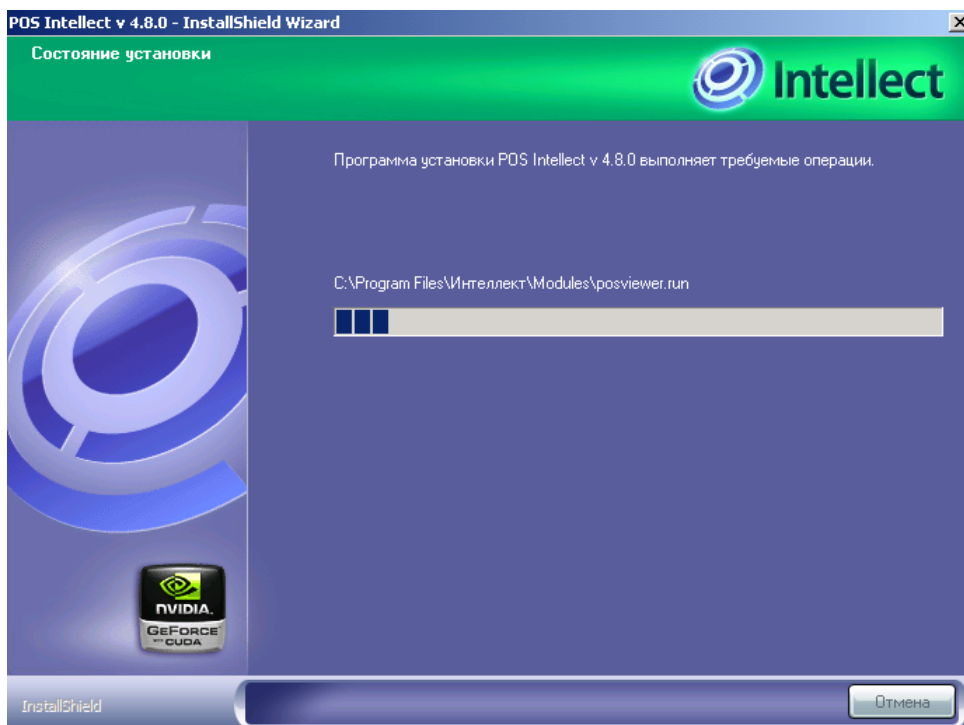 POS Intellect v 4.8.0 - InstallShield Wizard
Состояние установки
Intellect
Программа установки POS Intellect v 4.8.0 выполняет требуемые операции.
C:\Program Files\Интеллект\Modules\posviewer.run
NVIDIA.
GEFORCE
WITH CUDA
InstallShield
Отмена